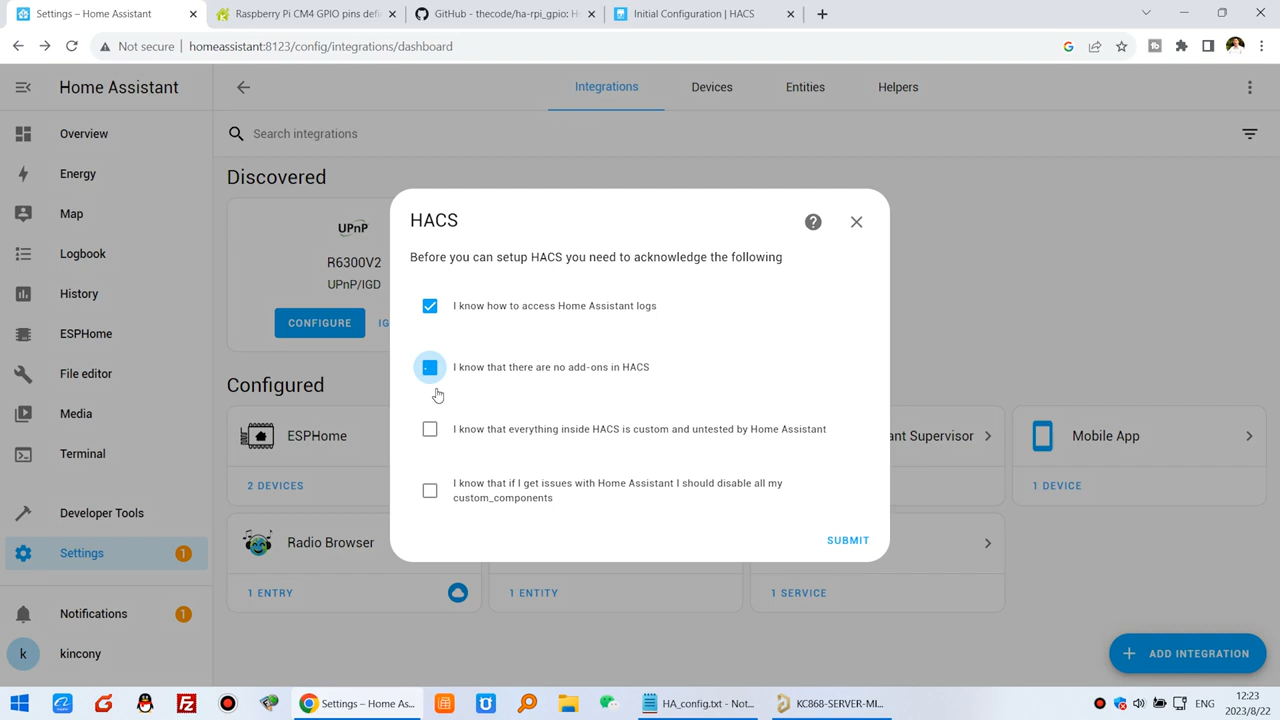 Settings – Home Assistant
Raspberry Pi CM4 GPIO pins defi
GitHub - thecode/ha-rpi_gpio: H
Initial Configuration | HACS
Not secure
homeassistant:8123/config/integrations/dashboard
Home Assistant
Integrations
Devices
Entities
Helpers
Overview
Search integrations
Energy
Discovered
Map
UPnP
R6300V2
UPnP/IGD
CONFIGURE
IG
HACS
Before you can setup HACS you need to acknowledge the following
I know how to access Home Assistant logs
I know that there are no add-ons in HACS
I know that everything inside HACS is custom and untested by Home Assistant
I know that if I get issues with Home Assistant I should disable all my
custom_components
SUBMIT
Logbook
History
ESPHome
File editor
Configured
Media
ESPHome
ant Supervisor
Mobile App
Terminal
2 DEVICES
1 DEVICE
Developer Tools
Radio Browser
Settings
1
1 ENTRY
1 ENTITY
1 SERVICE
Notifications
1
k
kincony
ADD INTEGRATION
Settings – Home As...
HA_config.txt - Not...
KC868-SERVER-MI...
ENG
12:23
2023/8/22